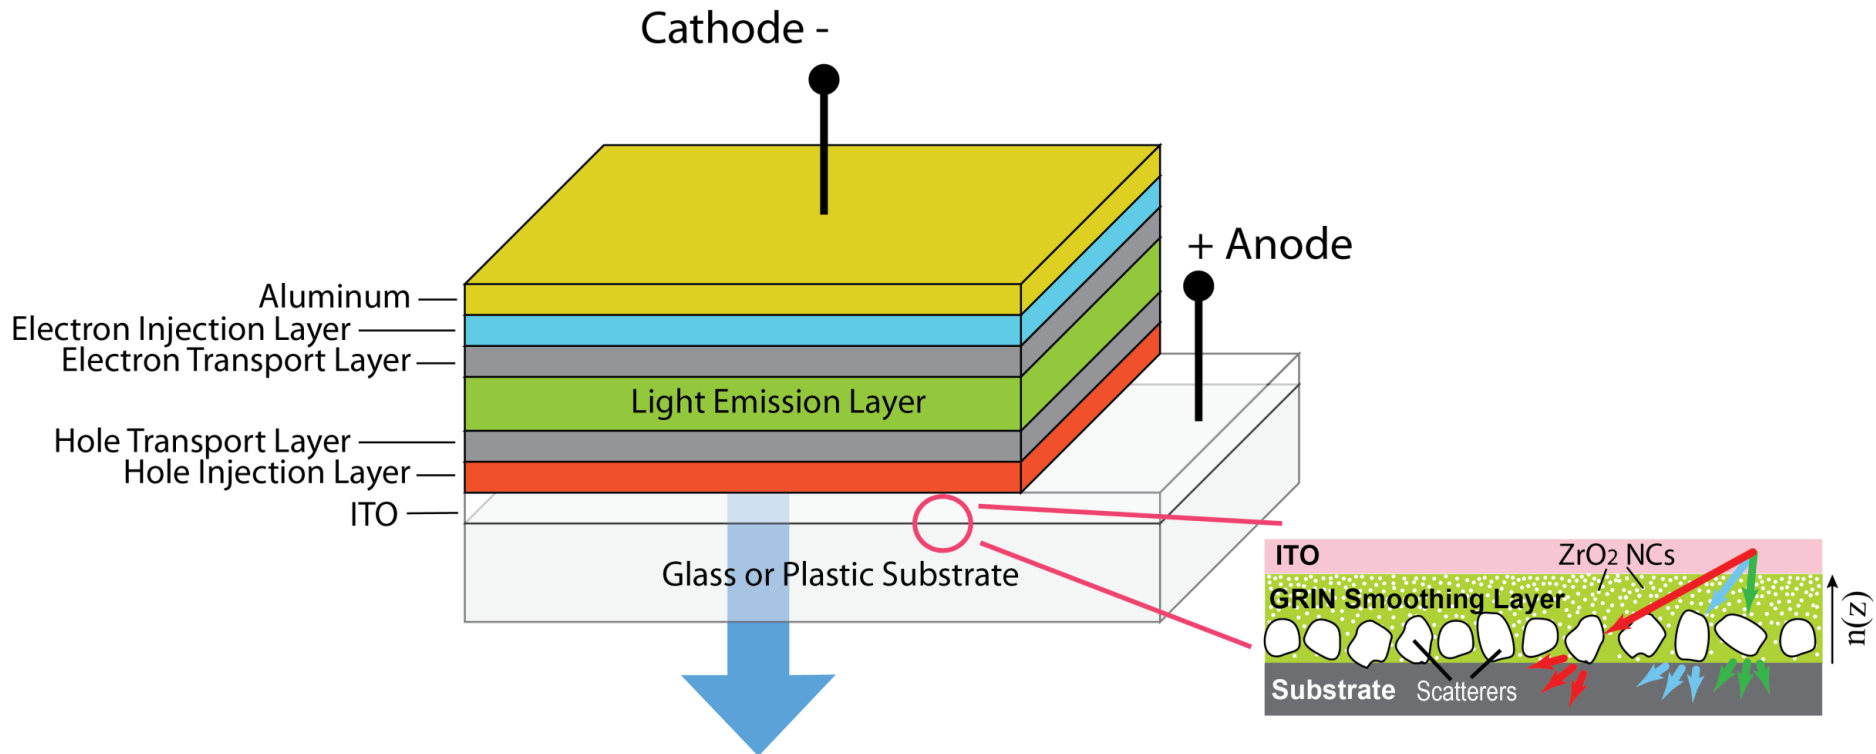 Cathode -
+ Anode
Aluminum
Electron Injection Layer
Electron Transport Layer
Light Emission Layer
Hole Transport Layer
Hole Injection Layer
ITO
Glass or Plastic Substrate
ITO
ZrO2 NCs
GRIN Smoothing Layer
n(z)
Substrate
Scatterers